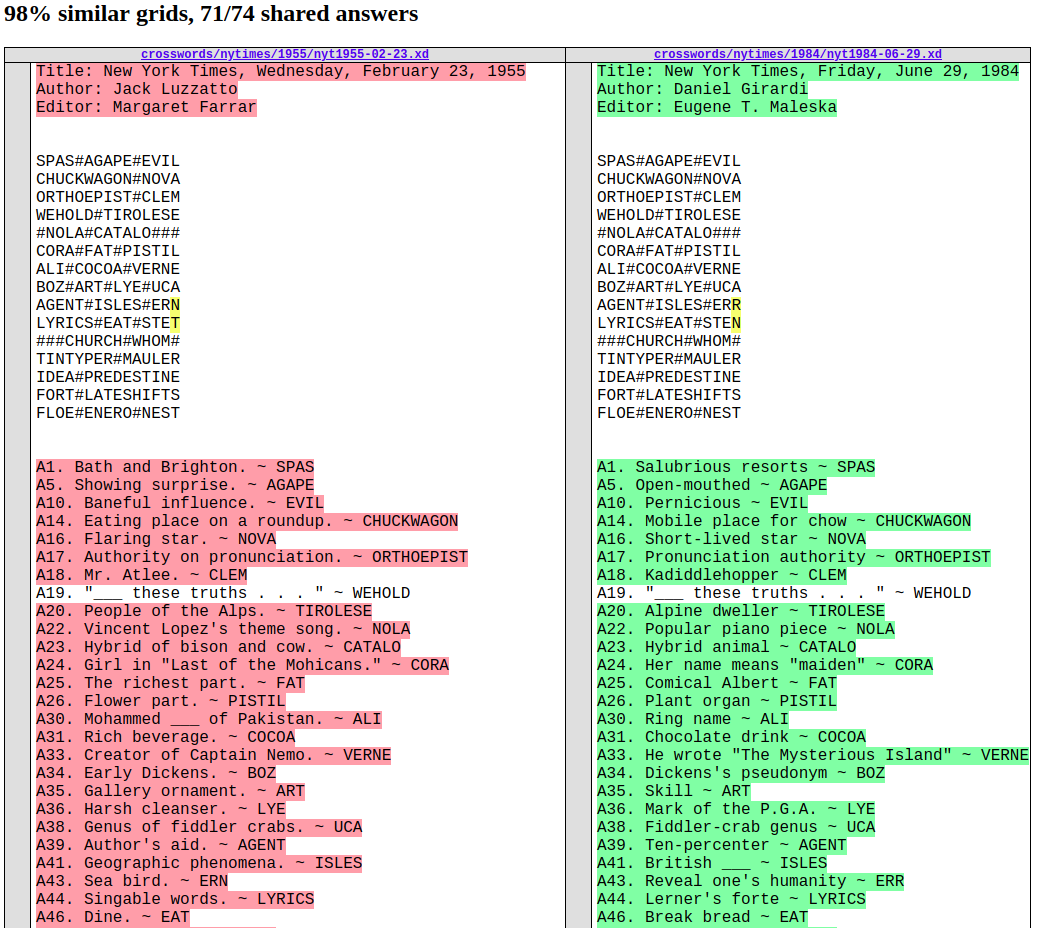 98% similar grids, 71/74 shared answers
crosswords/nytimes/1955/nyt1955-02-23.xd
Title: New York Times, Wednesday, February 23, 1955
Author: Jack Luzzatto
Editor: Margaret Farrar
SPAS#AGAPE#EVIL
CHUCKWAGON#NOVA
ORTHOEPIST#CLEM
WEHOLD#TIROLESE
#NOLA#CATALO###
CORA#FAT#PISTIL
ALI#COCOA#VERNE
BOZ#ART#LYE#UCA
AGENT#ISLES#ERN
LYRICS#EAT#STET
###CHURCH#WHOM#
TINTYPER#MAULER
IDEA#PREDESTINE
FORT#LATESHIFTS
FLOE#ENERO#NEST
A1. Bath and Brighton. ~ SPAS
A5. Showing surprise. ~ AGAPE
A10. Baneful influence. ~ EVIL
A14. Eating place on a roundup. ~ CHUCKWAGON
A16. Flaring star. ~ NOVA
A17. Authority on pronunciation. ~ ORTHOEPIST
A18. Mr. Atlee. ~ CLEM
A19. "___ these truths . . . " ~ WEHOLD
A20. People of the Alps. ~ TIROLESE
A22. Vincent Lopez's theme song. ~ NOLA
A23. Hybrid of bison and cow. ~ CATALO
A24. Girl in "Last of the Mohicans." ~ CORA
A25. The richest part. ~ FAT
A26. Flower part. ~ PISTIL
A30. Mohammed ___ of Pakistan. ~ ALI
A31. Rich beverage. ~ COCOA
A33. Creator of Captain Nemo. ~ VERNE
A34. Early Dickens. ~ BOZ
A35. Gallery ornament. ~ ART
A36. Harsh cleanser. ~ LYE
A38. Genus of fiddler crabs. ~ UCA
A39. Author's aid. ~ AGENT
A41. Geographic phenomena. ~ ISLES
A43. Sea bird. ~ ERN
A44. Singable words. ~ LYRICS
A46. Dine. ~ EAT
crosswords/nytimes/1984/nyt1984-06-29.xd
Title: New York Times, Friday, June 29, 1984
Author: Daniel Girardi
Editor: Eugene T. Maleska
SPAS#AGAPE#EVIL
CHUCKWAGON#NOVA
ORTHOEPIST#CLEM
WEHOLD#TIROLESE
#NOLA#CATALO###
CORA#FAT#PISTIL
ALI#COCOA#VERNE
BOZ#ART#LYE#UCA
AGENT#ISLES#ERR
LYRICS#EAT#STEN
###CHURCH#WHOM#
TINTYPER#MAULER
IDEA#PREDESTINE
FORT#LATESHIFTS
FLOE#ENERO#NEST
A1. Salubrious resorts ~ SPAS
A5. Open-mouthed ~ AGAPE
A10. Pernicious ~ EVIL
A14. Mobile place for chow ~ CHUCKWAGON
A16. Short-lived star ~ NOVA
A17. Pronunciation authority ~ ORTHOEPIST
A18. Kadiddlehopper ~ CLEM
A19. "___ these truths . . . " ~ WEHOLD
A20. Alpine dweller ~ TIROLESE
A22. Popular piano piece ~ NOLA
A23. Hybrid animal ~ CATALO
A24. Her name means "maiden" ~ CORA
A25. Comical Albert ~ FAT
A26. Plant organ ~ PISTIL
A30. Ring name ~ ALI
A31. Chocolate drink ~ COCOA
A33. He wrote "The Mysterious Island" ~ VERNE
A34. Dickens's pseudonym ~ BOZ
A35. Skill ~ ART
A36. Mark of the P.G.A. ~ LYE
A38. Fiddler-crab genus ~ UCA
A39. Ten-percenter ~ AGENT
A41. British ___ ~ ISLES
A43. Reveal one's humanity ~ ERR
A44. Lerner's forte ~ LYRICS
A46. Break bread ~ EAT